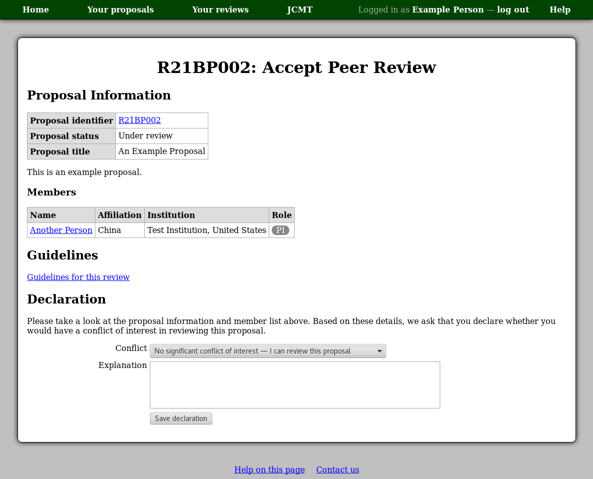 Home Your proposals Your reviews JCMT Logged in as Example Person — log out Help
R21BP002: Accept Peer Review
Proposal Information
Proposal identifier R21BP002
Proposal status Under review
Proposal title An Example Proposal
This is an example proposal.
Members
Name Affiliation Institution Role
Another Person China Test Institution, United States PI
Guidelines
Guidelines for this review
Declaration
Please take a look at the proposal information and member list above. Based on these details, we ask that you declare whether you
would have a conflict of interest in reviewing this proposal.
Conflict No significant conflict of interest — I can review this proposal
Explanation
Save declaration
Help on this page Contact us